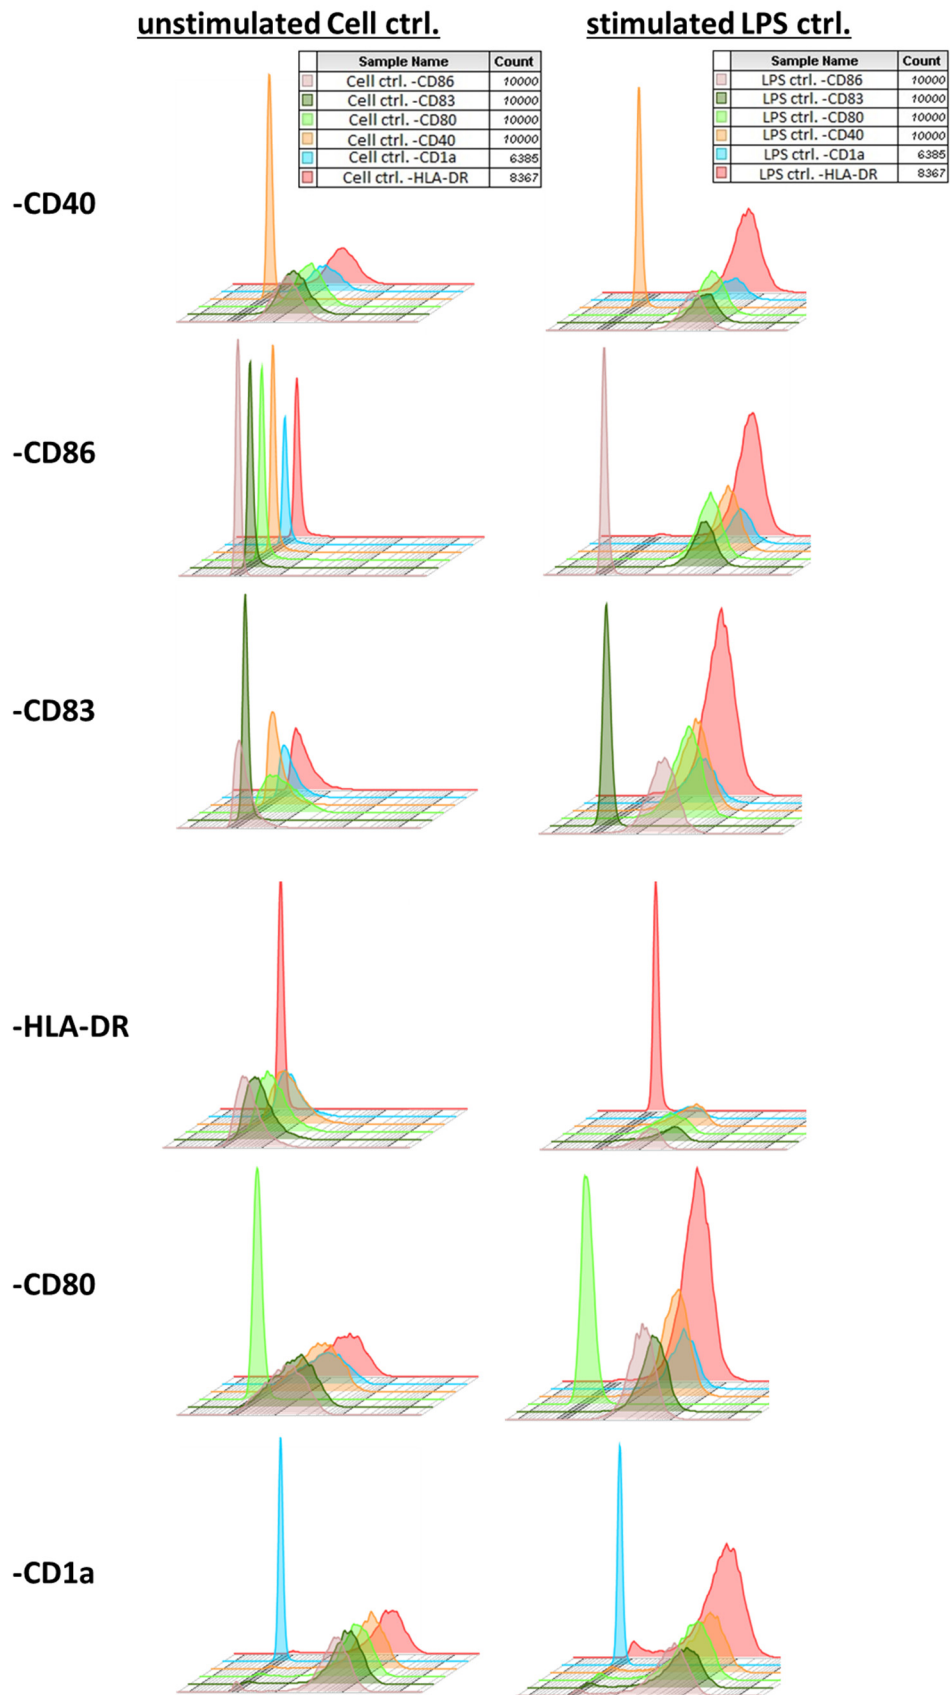 unstimulated Cell ctrl.
stimulated LPS ctrl.
Sample Name Count
Cell ctrl. -CD86 10000
Cell ctrl. -CD83 10000
Cell ctrl. -CD80 10000
Cell ctrl. -CD40 10000
Cell ctrl. -CD1a 6385
Cell ctrl. -HLA-DR 8367
Sample Name Count
LPS ctrl. -CD86 10000
LPS ctrl. -CD83 10000
LPS ctrl. -CD80 10000
LPS ctrl. -CD40 10000
LPS ctrl. -CD1a 6385
LPS ctrl. -HLA-DR 8367
-CD40
-CD86
-CD83
-HLA-DR
-CD80
-CD1a